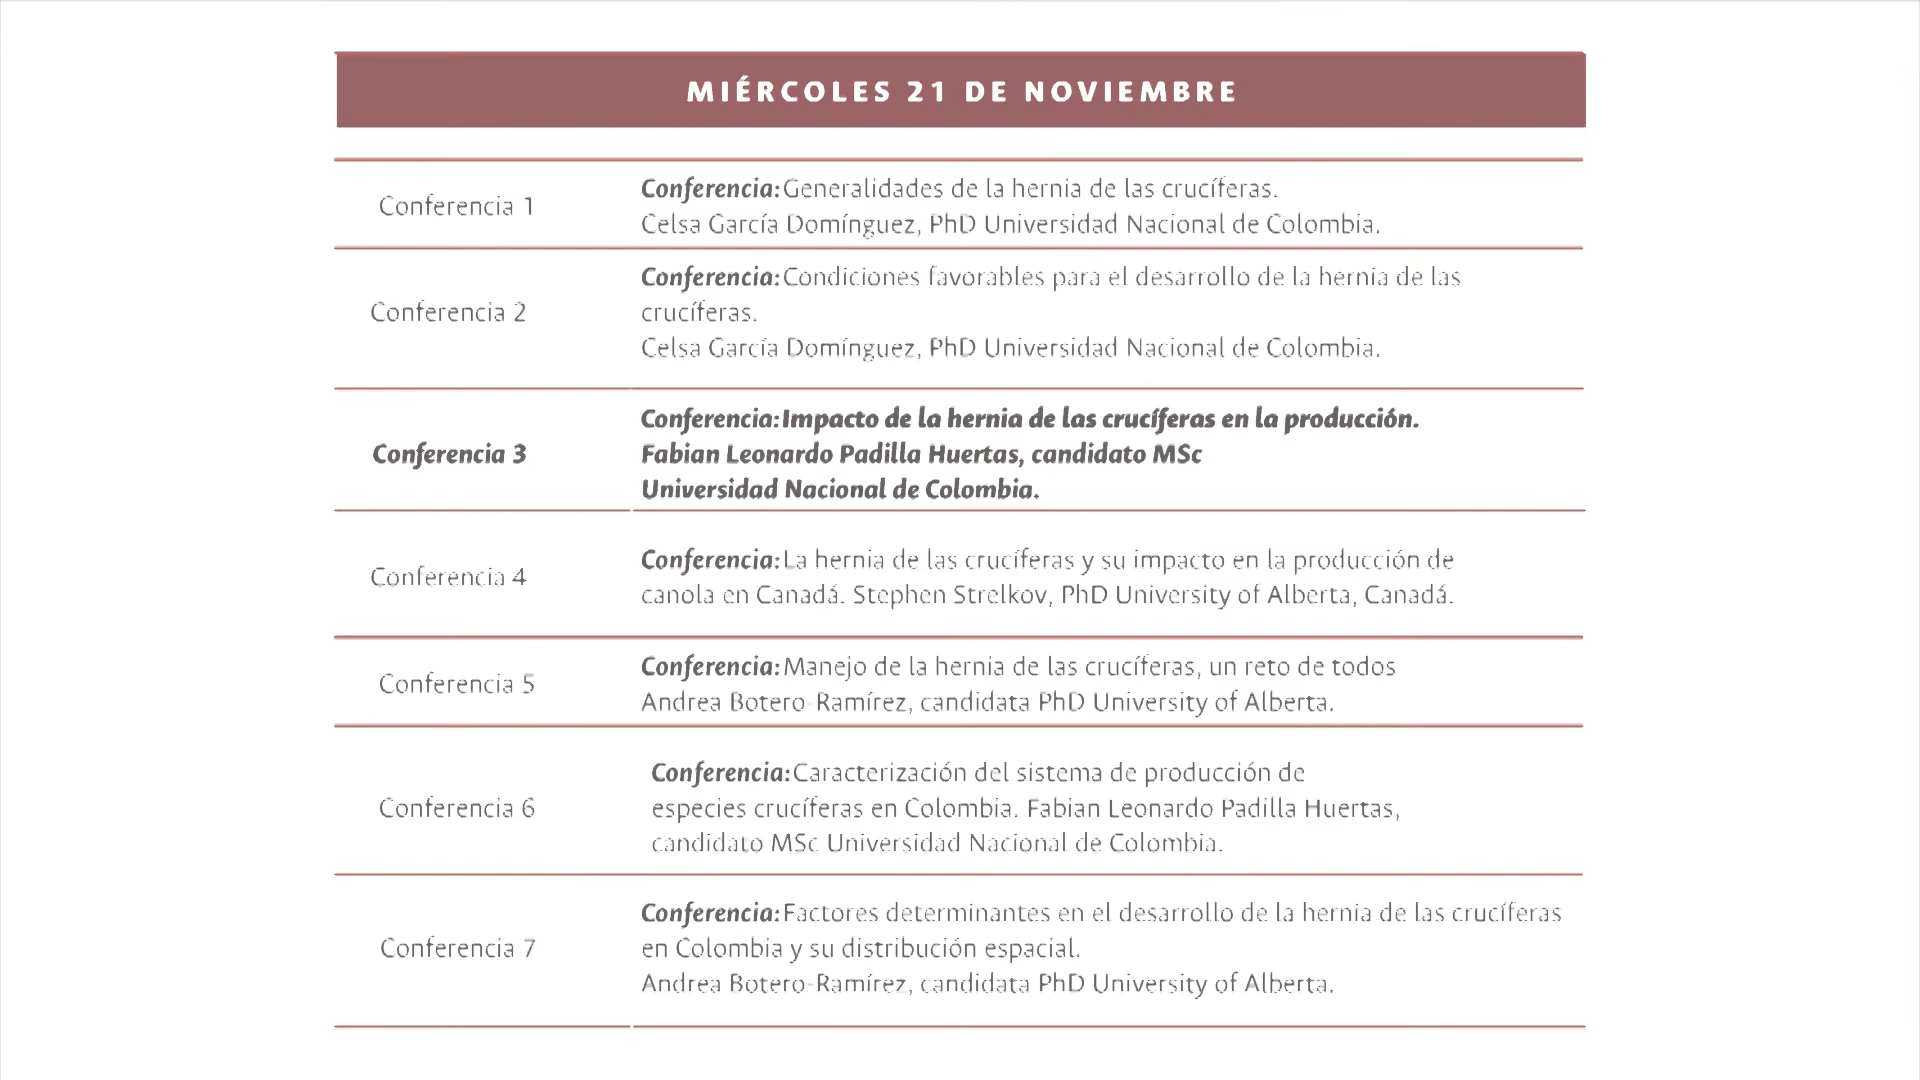 MIÉRCOLES 21 DE NOVIEMBRE
Conferencia 1
Conferencia: Generalidades de la hernia de las crucíferas.
Celsa García Domínguez, PhD Universidad Nacional de Colombia.
Conferencia 2
Conferencia: Condiciones favorables para el desarrollo de la hernia de las
crucíferas.
Celsa García Domínguez, PhD Universidad Nacional de Colombia.
Conferencia 3
Conferencia: Impacto de la hernia de las crucíferas en la producción.
Fabian Leonardo Padilla Huertas, candidato MSc
Universidad Nacional de Colombia.
Conferencia 4
Conferencia: La hernia de las crucíferas y su impacto en la producción de
canola en Canadá. Stephen Strelkov, PhD University of Alberta, Canadá.
Conferencia 5
Conferencia: Manejo de la hernia de las crucíferas, un reto de todos
Andrea Botero-Ramírez, candidata PhD University of Alberta.
Conferencia 6
Conferencia: Caracterización del sistema de producción de
especies crucíferas en Colombia. Fabian Leonardo Padilla Huertas,
candidato MSc Universidad Nacional de Colombia.
Conferencia 7
Conferencia: Factores determinantes en el desarrollo de la hernia de las crucíferas
en Colombia y su distribución espacial.
Andrea Botero-Ramírez, candidata PhD University of Alberta.